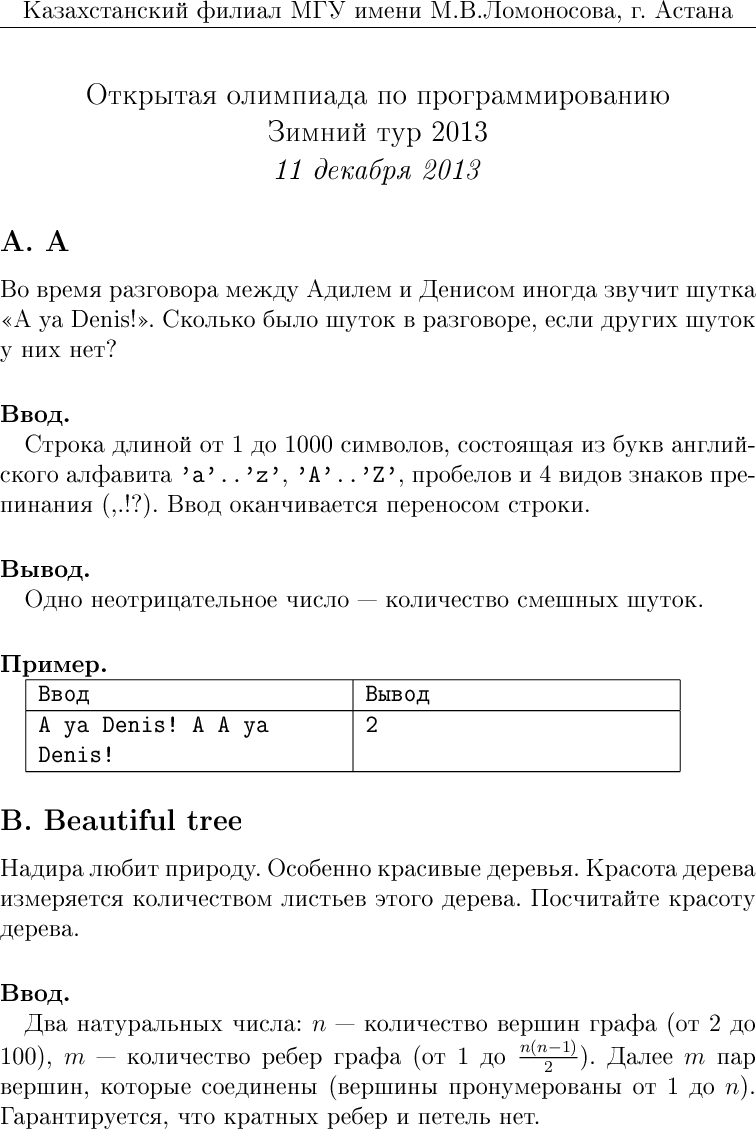 Казахстанский филиал МГУ имени М.В.Ломоносова, г. Астана
Открытая олимпиада по программированию
Зимний тур 2013
11 декабря 2013
A. A
Во время разговора между Адилем и Денисом иногда звучит шутка
«A ya Denis!». Сколько было шуток в разговоре, если других шуток
у них нет?
Ввод.
Строка длиной от 1 до 1000 символов, состоящая из букв англий-
ского алфавита 'a'..'z', 'A'..'Z', пробелов и 4 видов знаков пре-
пинания (,.!?). Ввод оканчивается переносом строки.
Вывод.
Одно неотрицательное число — количество смешных шуток.
Пример.
Ввод Вывод
A ya Denis! A A ya 2
Denis!
B. Beautiful tree
Надира любит природу. Особенно красивые деревья. Красота дерева
измеряется количеством листьев этого дерева. Посчитайте красоту
дерева.
Ввод.
Два натуральных числа: n — количество вершин графа (от 2 до
100), m — количество ребер графа (от 1 до n(n−1)/2). Далее m пар
вершин, которые соединены (вершины пронумерованы от 1 до n).
Гарантируется, что кратных ребер и петель нет.